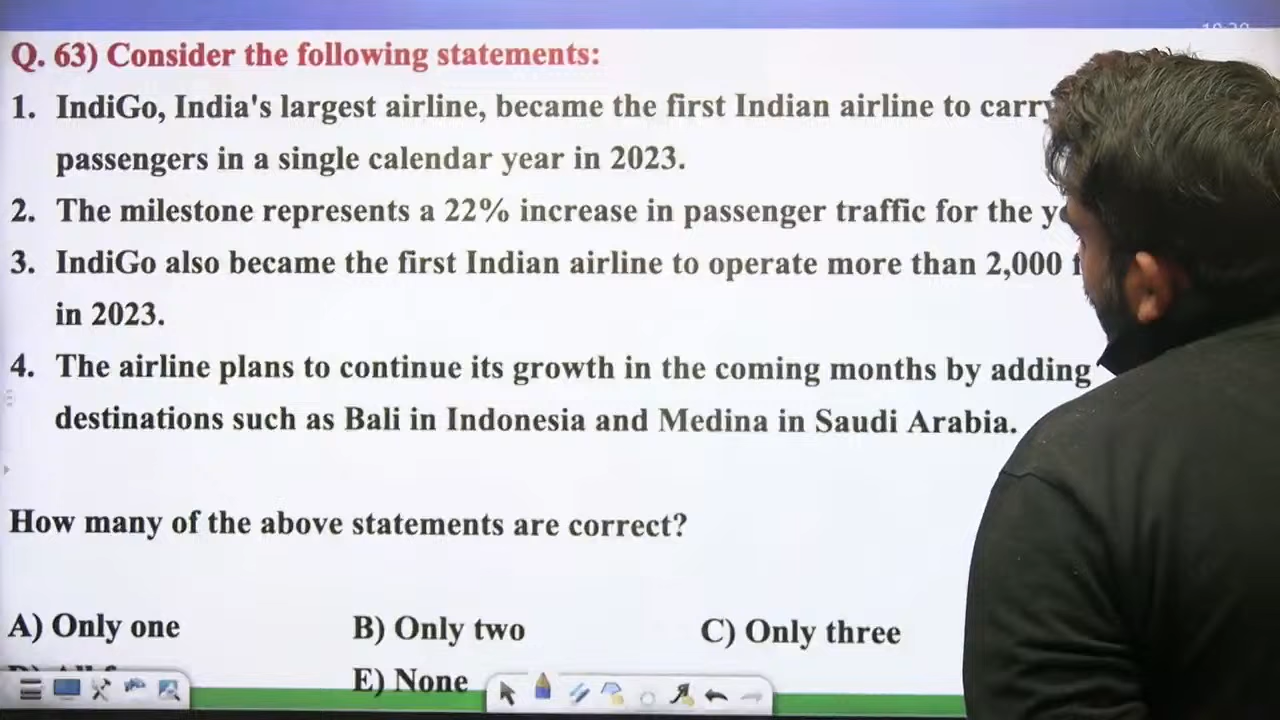 Q. 63) Consider the following statements:
1. IndiGo, India's largest airline, became the first Indian airline to carry
passengers in a single calendar year in 2023.
2. The milestone represents a 22% increase in passenger traffic for the
3. IndiGo also became the first Indian airline to operate more than 2,000
in 2023.
4. The airline plans to continue its growth in the coming months by adding
destinations such as Bali in Indonesia and Medina in Saudi Arabia.
How many of the above statements are correct?
A) Only one B) Only two C) Only three
E) None